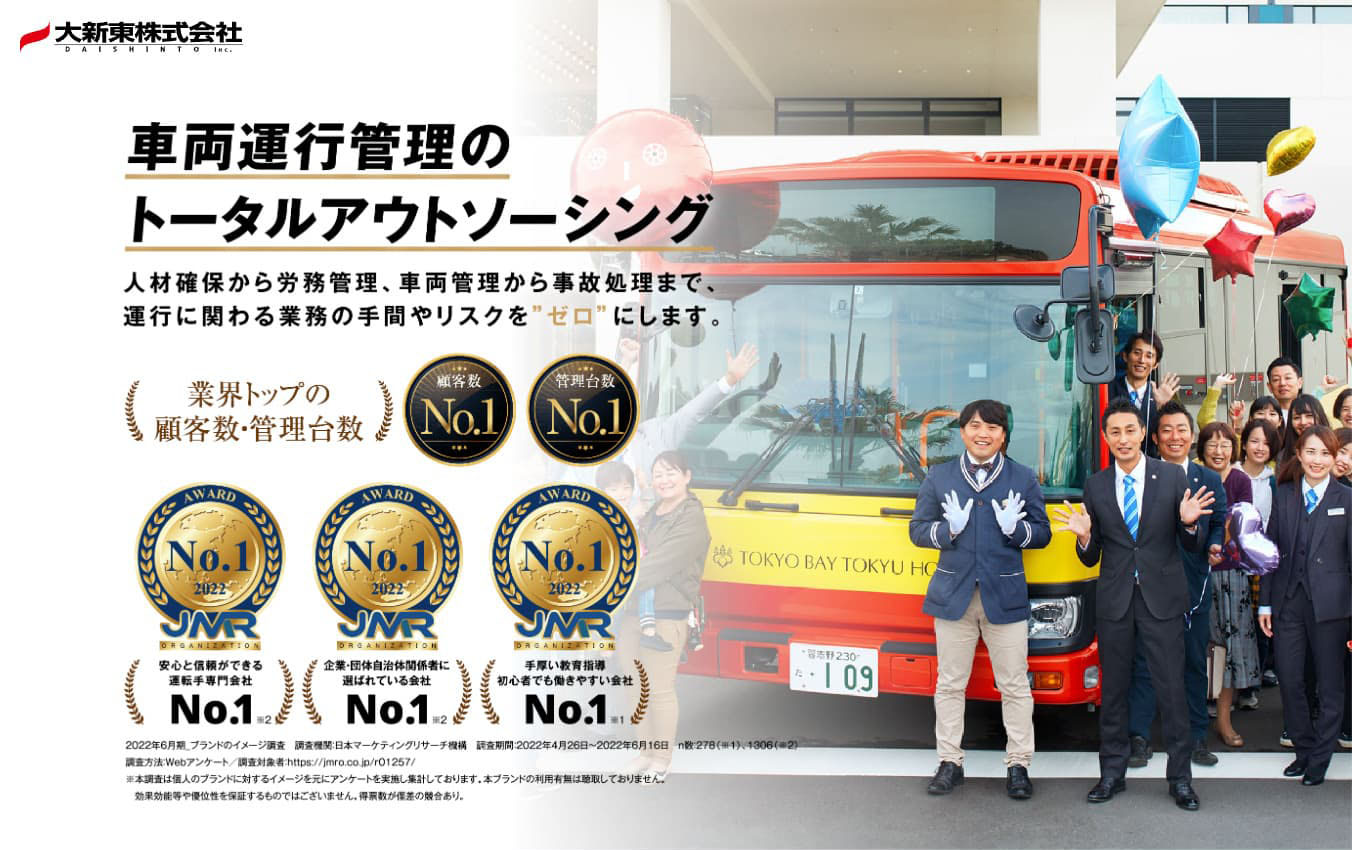 大新東株式会社
DAISHINTO Inc.
車両運行管理の
トータルアウトソーシング
人材確保から労務管理、車両管理から事故処理まで、
運行に関わる業務の手間やリスクを”ゼロ”にします。
業界トップの
顧客数・管理台数
顧客数
No.1
管理台数
No.1
AWARD
No.1
2022
JMR
ORGANIZATION
安心と信頼ができる
運転手専門会社
No.1 ※2
AWARD
No.1
2022
JMR
ORGANIZATION
企業・団体自治体関係者に
選ばれている会社
No.1 ※2
AWARD
No.1
2022
JMR
ORGANIZATION
手厚い教育指導
初心者でも働きやすい会社
No.1 ※1
2022年6月期_ブランドのイメージ調査　調査機関:日本マーケティングリサーチ機構　調査期間:2022年4月26日~2022年6月16日　n数:278(※1)、1306(※2)
調査方法:Webアンケート／調査対象者:https://jmro.co.jp/r01257/
※本調査は個人のブランドに対するイメージを元にアンケートを実施し集計しております。本ブランドの利用有無は聴取しておりません。
効果効能等や優位性を保証するものではございません。得票数が僅差の競合あり。
TOKYO BAY TOKYU HO
習志野 230
た ・109